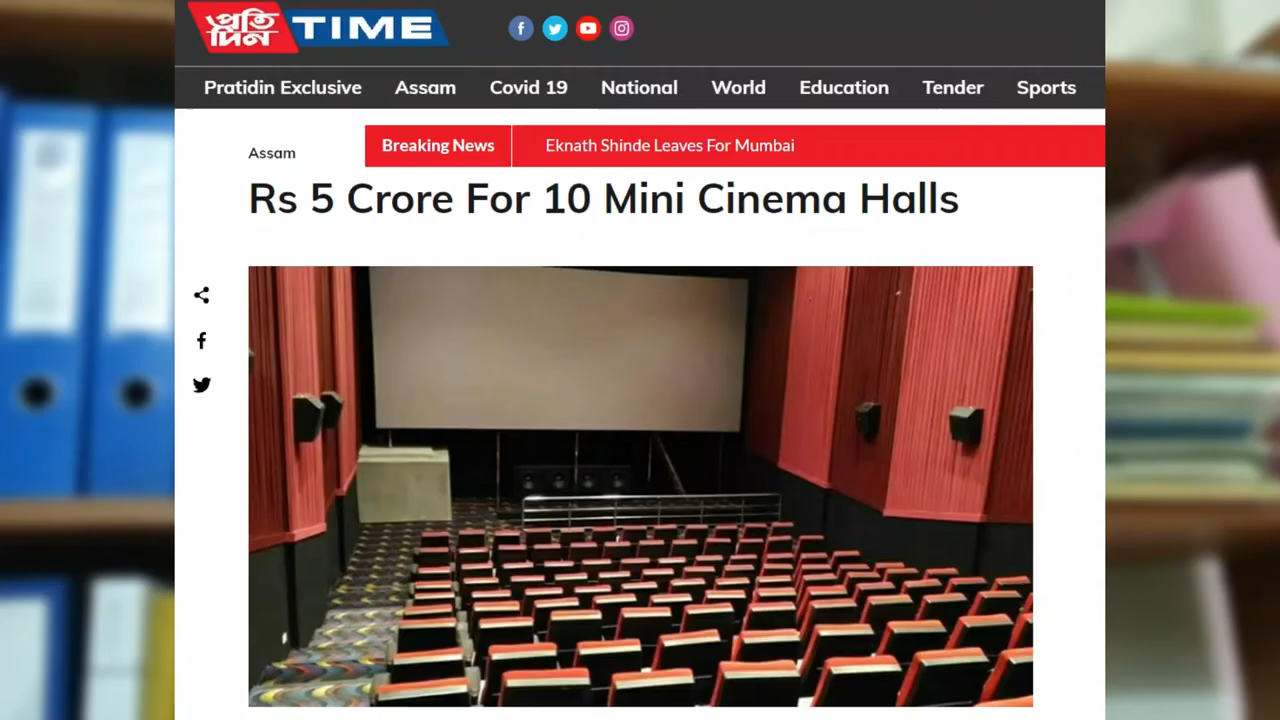 প্রতি
দিন TIME
Pratidin Exclusive Assam Covid 19 National World Education Tender Sports
Assam
Breaking News Eknath Shinde Leaves For Mumbai
Rs 5 Crore For 10 Mini Cinema Halls